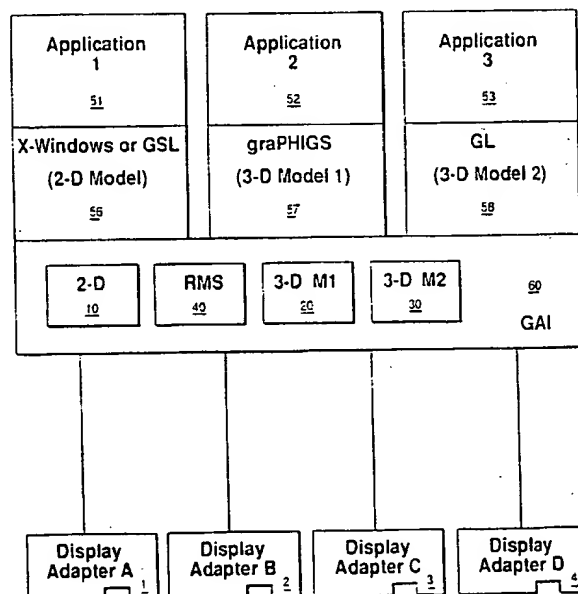 Application
1
51
Application
2
52
Application
3
53
X-Windows or GSL
(2-D Model)
56
graPHIGS
(3-D Model 1)
57
GL
(3-D Model 2)
58
2-D
10
RMS
40
3-D M1
20
3-D M2
30
60
GAI
Display
Adapter A
1
Display
Adapter B
2
Display
Adapter C
3
Display
Adapter D
4